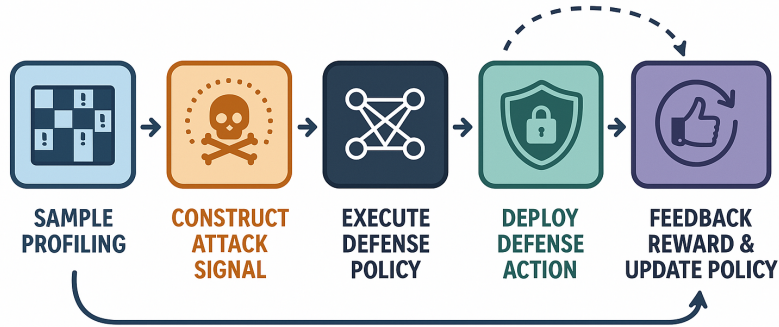 SAMPLE
PROFILING
CONSTRUCT
ATTACK
SIGNAL
EXECUTE
DEFENSE
POLICY
DEPLOY
DEFENSE
ACTION
FEEDBACK
REWARD &
UPDATE POLICY